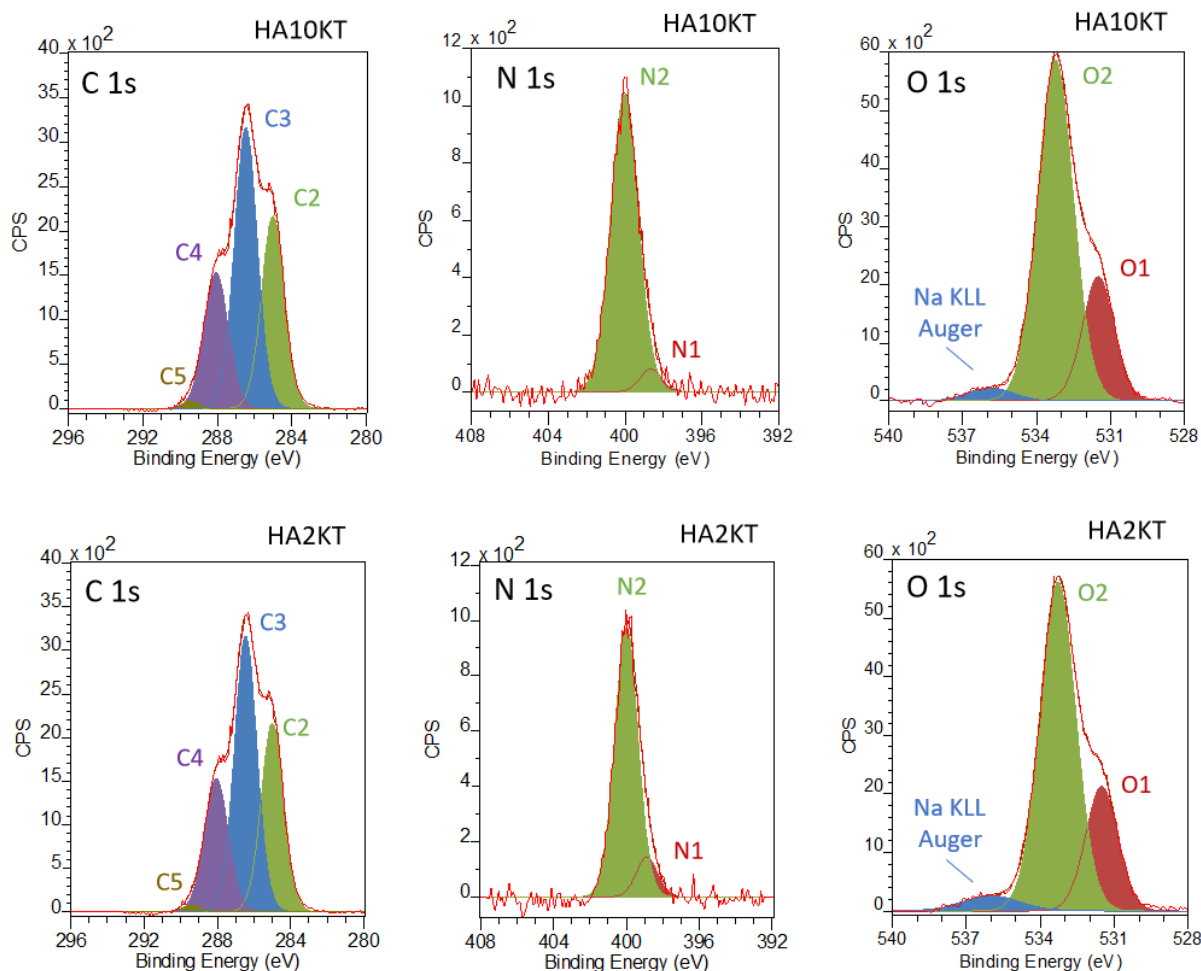 HA10KT
40 x 10²
C 1s
35
30
25
20
15
10
5
0
CPS
C3
C2
C4
C5
296 292 288 284 280
Binding Energy (eV)
HA10KT
12 x 10²
N 1s
10
8
6
4
2
0
CPS
N2
N1
408 404 400 396 392
Binding Energy (eV)
HA10KT
60 x 10²
O 1s
50
40
30
20
10
0
CPS
O2
O1
Na KLL
Auger
540 537 534 531 528
Binding Energy (eV)
HA2KT
40 x 10²
C 1s
35
30
25
20
15
10
5
0
CPS
C3
C2
C4
C5
296 292 288 284 280
Binding Energy (eV)
HA2KT
12 x 10²
N 1s
10
8
6
4
2
0
CPS
N2
N1
408 404 400 396 392
Binding Energy (eV)
HA2KT
60 x 10²
O 1s
50
40
30
20
10
0
CPS
O2
O1
Na KLL
Auger
540 537 534 531 528
Binding Energy (eV)